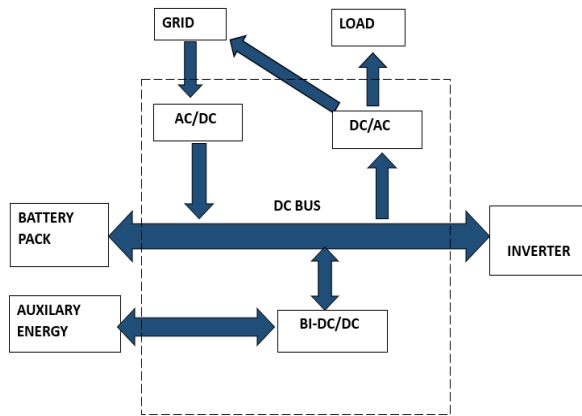 GRID
LOAD
AC/DC
DC/AC
DC BUS
BATTERY
PACK
INVERTER
AUXILARY
ENERGY
BI-DC/DC